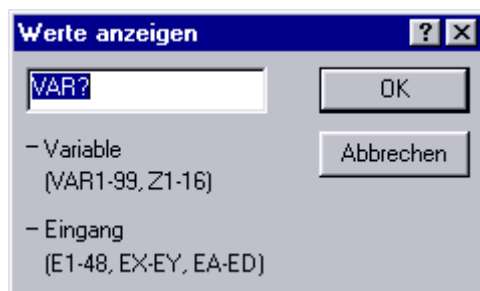 Werte anzeigen
VAR?
OK
– Variable
(VAR1-99, Z1-16)
Abbrechen
– Eingang
(E1-48, EX-EY, EA-ED)